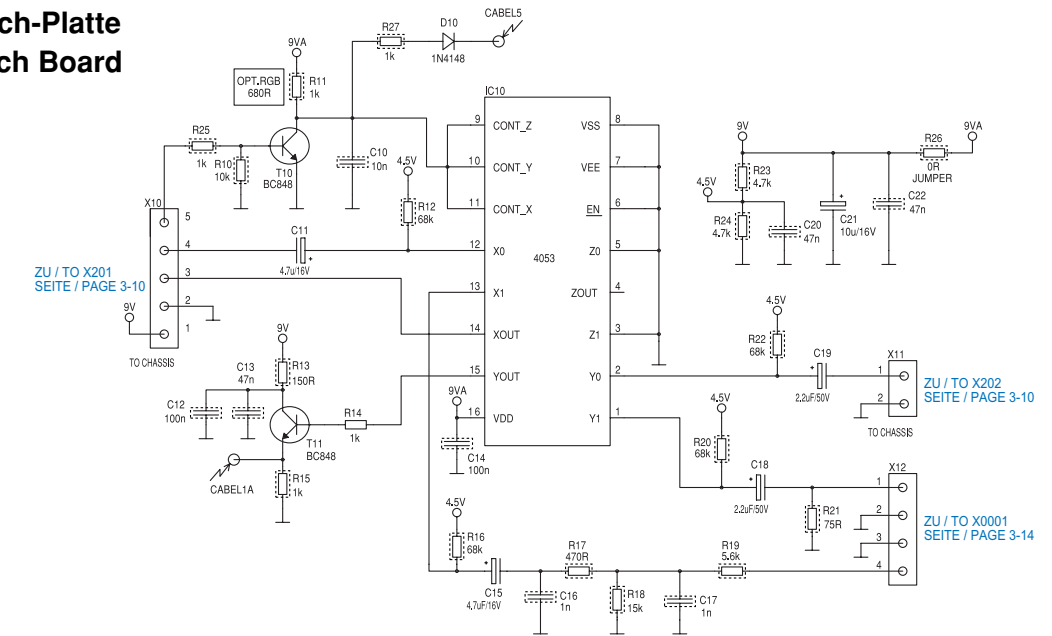 ch-Platte
ch Board
CABEL5
R27
1k
D10
1N4148
9VA
OPT.RGB
680R
R11
1k
IC10
R25
1k
R10
10k
T10
BC848
C10
10n
4.5V
R12
68k
X10
5
4
3
2
1
C11
+
4.7u/16V
ZU / TO X201
SEITE / PAGE 3-10
9V
TO CHASSIS
9 CONT_Z VSS 8
10 CONT_Y VEE 7
11 CONT_X EN 6
12 X0 Z0 5
4053
13 X1 ZOUT 4
14 XOUT Z1 3
15 YOUT Y0 2
16 VDD Y1 1
9V
R23
4.7k
4.5V
R24
4.7k
C20
47n
+
C21
10u/16V
C22
47n
R26
0R
JUMPER
9VA
9V
C13
47n
R13
150R
C12
100n
T11
BC848
R14
1k
CABEL1A
R15
1k
9VA
C14
100n
4.5V
R22
68k
C19
+
2.2uF/50V
X11
1
2
TO CHASSIS
ZU / TO X202
SEITE / PAGE 3-10
4.5V
R20
68k
C18
+
2.2uF/50V
R21
75R
X12
1
2
3
4
ZU / TO X0001
SEITE / PAGE 3-14
4.5V
R16
68k
+
C15
4,7uF/16V
C16
1n
R17
470R
R18
15k
C17
1n
R19
5.6k